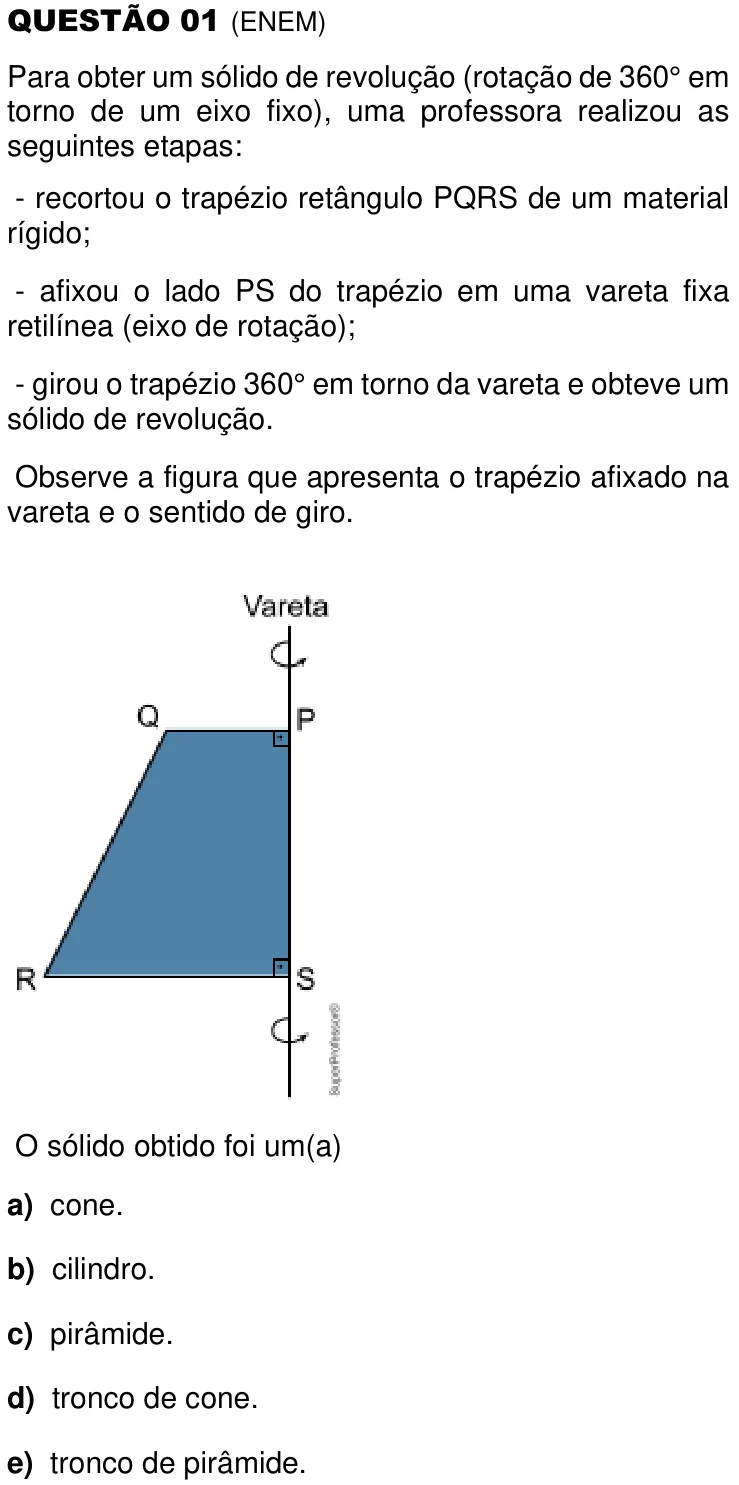 QUESTÃO 01 (ENEM)
Para obter um sólido de revolução (rotação de 360° em
torno de um eixo fixo), uma professora realizou as
seguintes etapas:
- recortou o trapézio retângulo PQRS de um material
rígido;
- afixou o lado PS do trapézio em uma vareta fixa
retilínea (eixo de rotação);
- girou o trapézio 360° em torno da vareta e obteve um
sólido de revolução.
Observe a figura que apresenta o trapézio afixado na
vareta e o sentido de giro.
Vareta
Q P
R S
SuperProfessor®
O sólido obtido foi um(a)
a) cone.
b) cilindro.
c) pirâmide.
d) tronco de cone.
e) tronco de pirâmide.